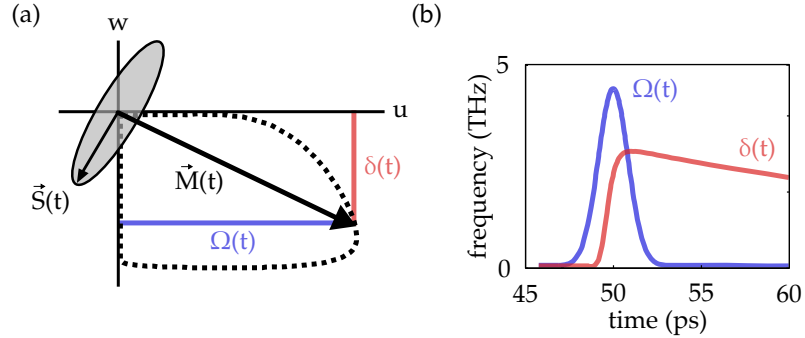 (a)
w
u
S⃗(t)
M⃗(t)
δ(t)
Ω(t)
(b)
frequency (THz)
5
0
Ω(t)
δ(t)
45 50 55 60
time (ps)